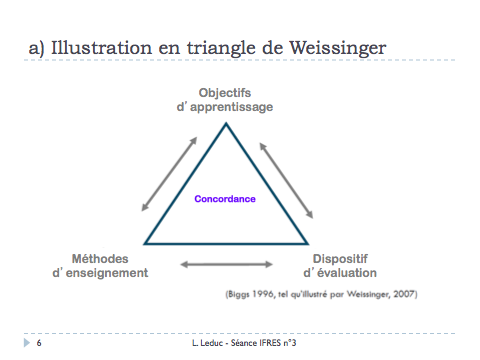 a) Illustration en triangle de Weissinger
Objectifs
d’apprentissage
Concordance
Méthodes
d’enseignement
Dispositif
d’évaluation
(Biggs 1996, tel qu'illustré par Weissinger, 2007)
6
L. Leduc - Séance IFRES n°3